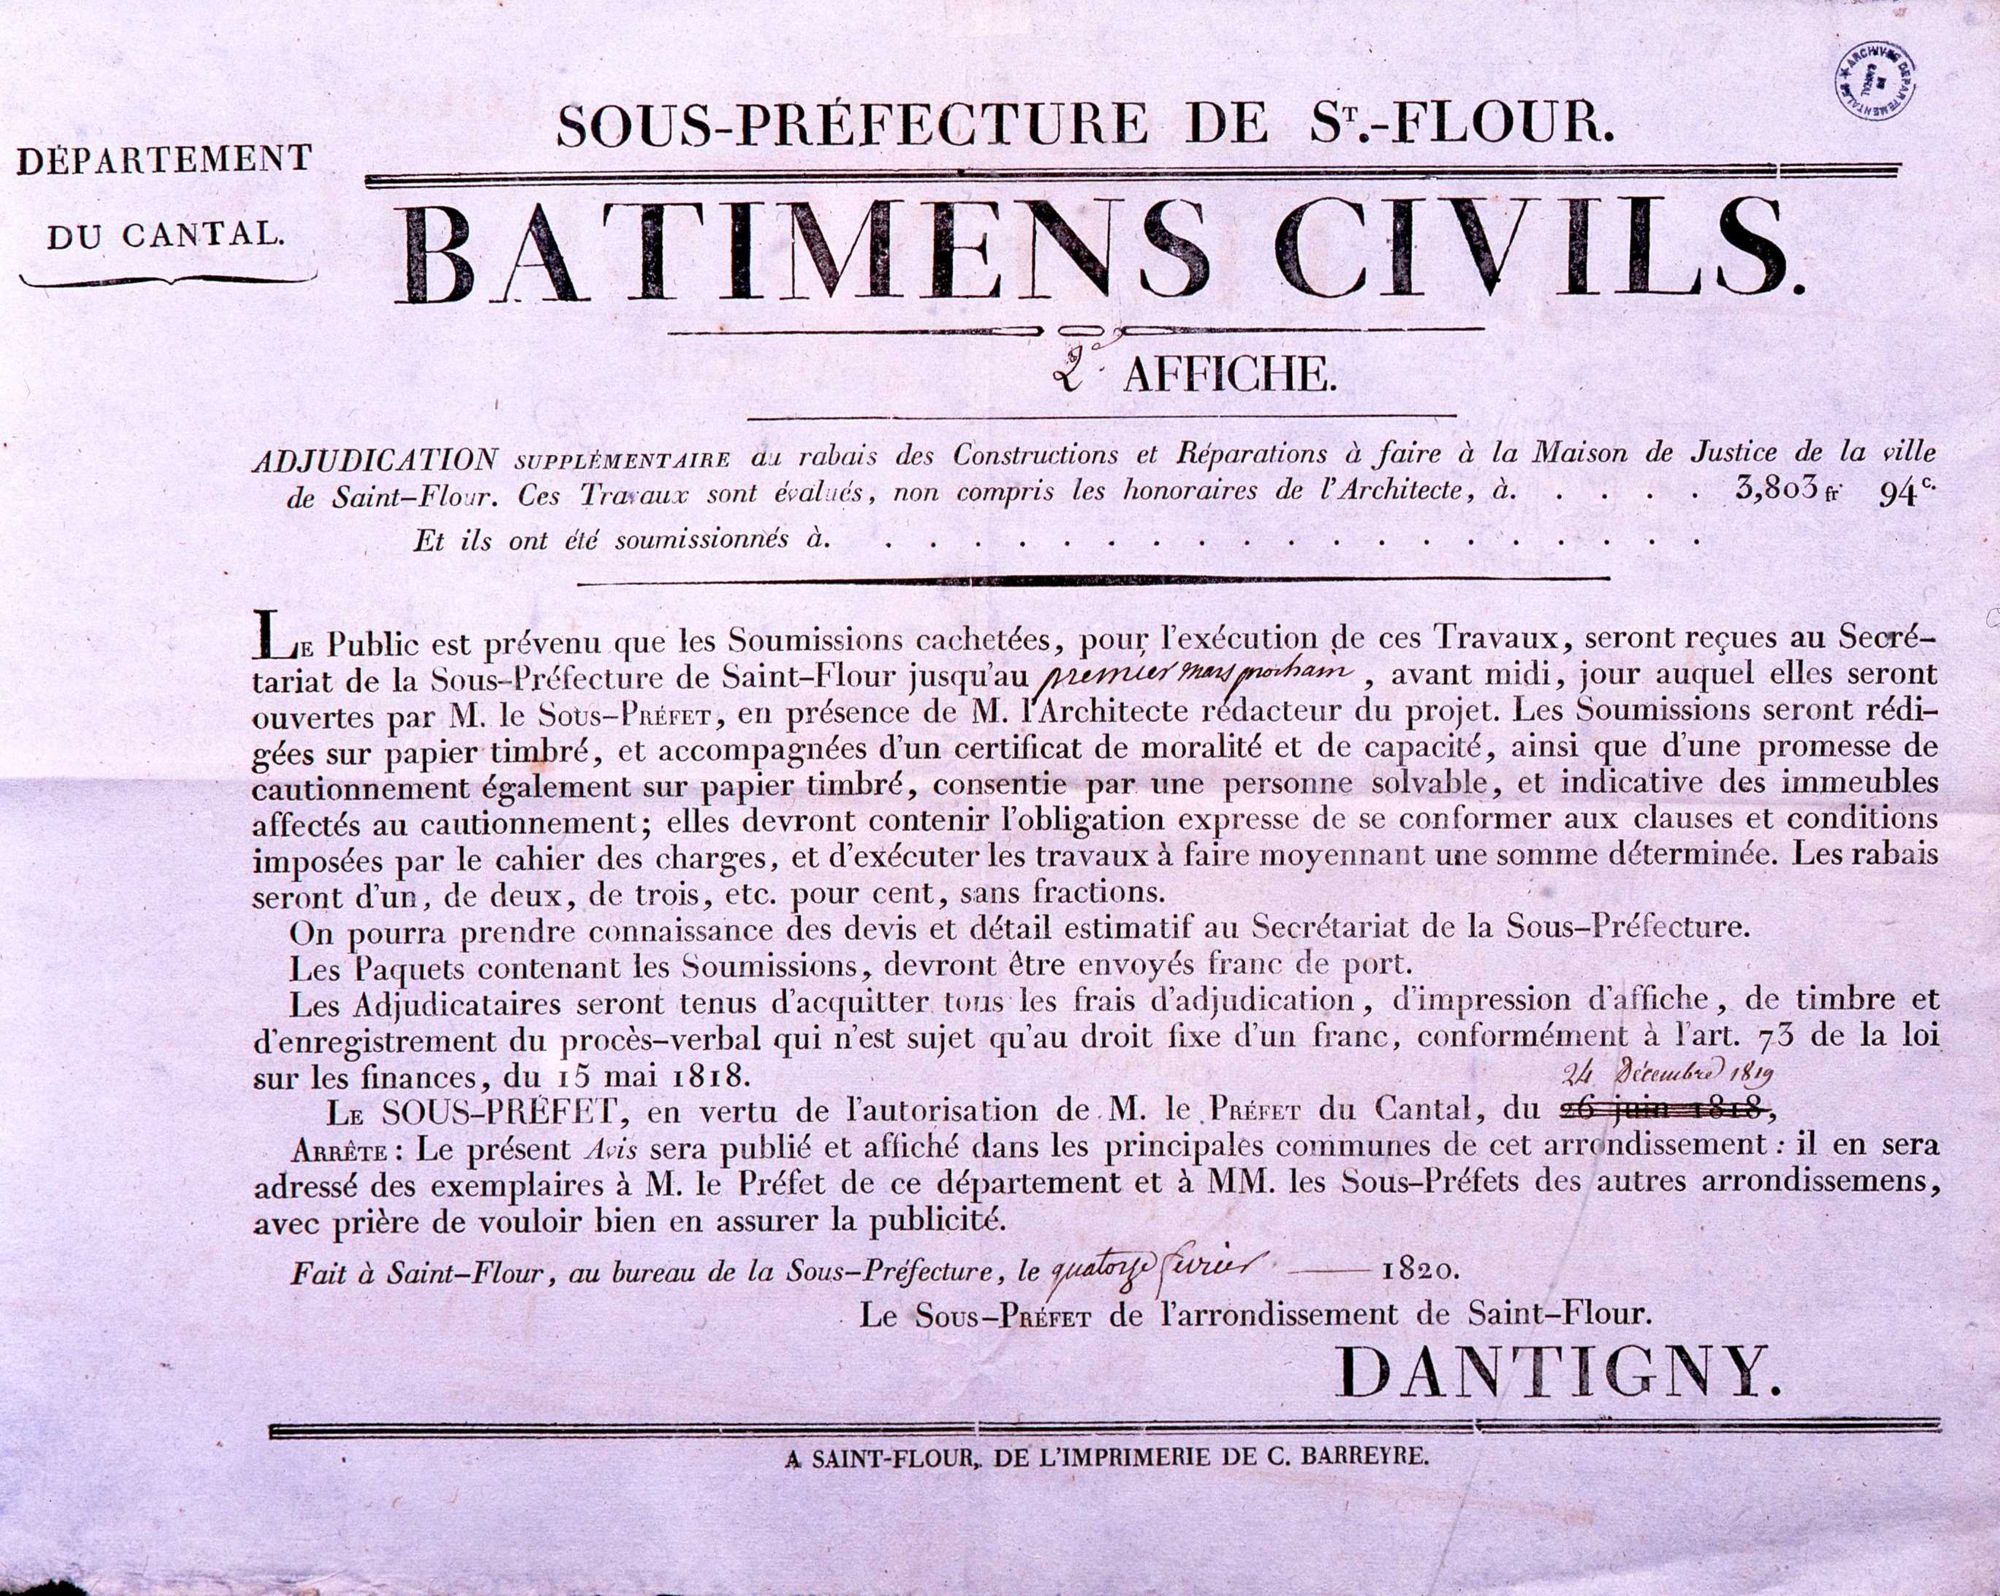 ARCHIVES DEPARTEMENTALES
DU
CANTAL
SOUS-PRÉFECTURE DE ST.-FLOUR.
DÉPARTEMENT
DU CANTAL.
BATIMENS CIVILS.
2e. AFFICHE.
ADJUDICATION SUPPLÉMENTAIRE au rabais des Constructions et Réparations à faire à la Maison de Justice de la ville
de Saint-Flour. Ces Travaux sont évalués, non compris les honoraires de l'Architecte, à. . . . . 3,803 fr. 94 c.
Et ils ont été soumissionnés à. . . . . . . . . . . . . . . . . . . .
LE Public est prévenu que les Soumissions cachetées, pour l'exécution de ces Travaux, seront reçues au Secré-
tariat de la Sous-Préfecture de Saint-Flour jusqu'au premier mars prochain, avant midi, jour auquel elles seront
ouvertes par M. le SOUS-PRÉFET, en présence de M. l'Architecte rédacteur du projet. Les Soumissions seront rédi-
gées sur papier timbré, et accompagnées d'un certificat de moralité et de capacité, ainsi que d'une promesse de
cautionnement également sur papier timbré, consentie par une personne solvable, et indicative des immeubles
affectés au cautionnement; elles devront contenir l'obligation expresse de se conformer aux clauses et conditions
imposées par le cahier des charges, et d'exécuter les travaux à faire moyennant une somme déterminée. Les rabais
seront d'un, de deux, de trois, etc. pour cent, sans fractions.
On pourra prendre connaissance des devis et détail estimatif au Secrétariat de la Sous-Préfecture.
Les Paquets contenant les Soumissions, devront être envoyés franc de port.
Les Adjudicataires seront tenus d'acquitter tous les frais d'adjudication, d'impression d'affiche, de timbre et
d'enregistrement du procès-verbal qui n'est sujet qu'au droit fixe d'un franc, conformément à l'art. 73 de la loi
sur les finances, du 15 mai 1818.
24 Décembre 1819
LE SOUS-PRÉFET, en vertu de l'autorisation de M. le PRÉFET du Cantal, du 26 juin 1818,
ARRÊTE : Le présent Avis sera publié et affiché dans les principales communes de cet arrondissement : il en sera
adressé des exemplaires à M. le Préfet de ce département et à MM. les Sous-Préfets des autres arrondissemens,
avec prière de vouloir bien en assurer la publicité.
Fait à Saint-Flour, au bureau de la Sous-Préfecture, le quatorze février 1820.
Le SOUS-PRÉFET de l'arrondissement de Saint-Flour.
DANTIGNY.
A SAINT-FLOUR, DE L'IMPRIMERIE DE C. BARREYRE.